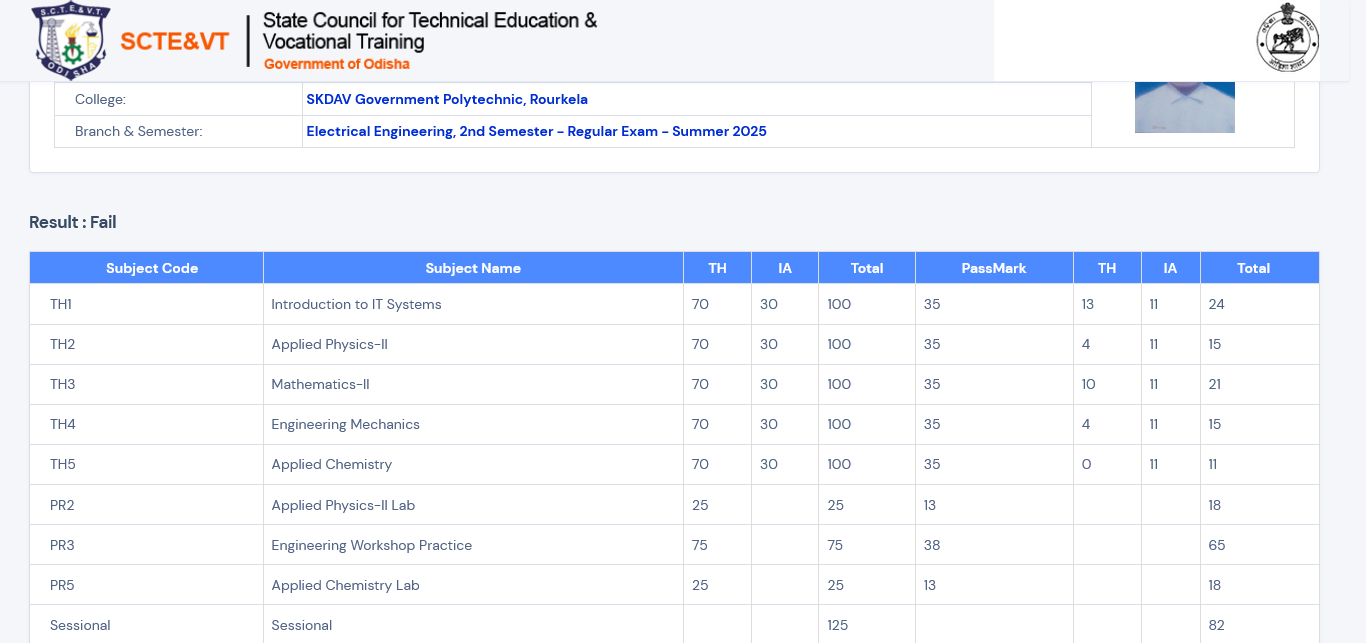 S.C.T.E.&V.T.
ODISHA
SCTE&VT
State Council for Technical Education &
Vocational Training
Government of Odisha
College: SKDAV Government Polytechnic, Rourkela
Branch & Semester: Electrical Engineering, 2nd Semester - Regular Exam - Summer 2025
Result : Fail
Subject Code Subject Name TH IA Total PassMark TH IA Total
TH1 Introduction to IT Systems 70 30 100 35 13 11 24
TH2 Applied Physics-II 70 30 100 35 4 11 15
TH3 Mathematics-II 70 30 100 35 10 11 21
TH4 Engineering Mechanics 70 30 100 35 4 11 15
TH5 Applied Chemistry 70 30 100 35 0 11 11
PR2 Applied Physics-II Lab 25 25 13 18
PR3 Engineering Workshop Practice 75 75 38 65
PR5 Applied Chemistry Lab 25 25 13 18
Sessional Sessional 125 82